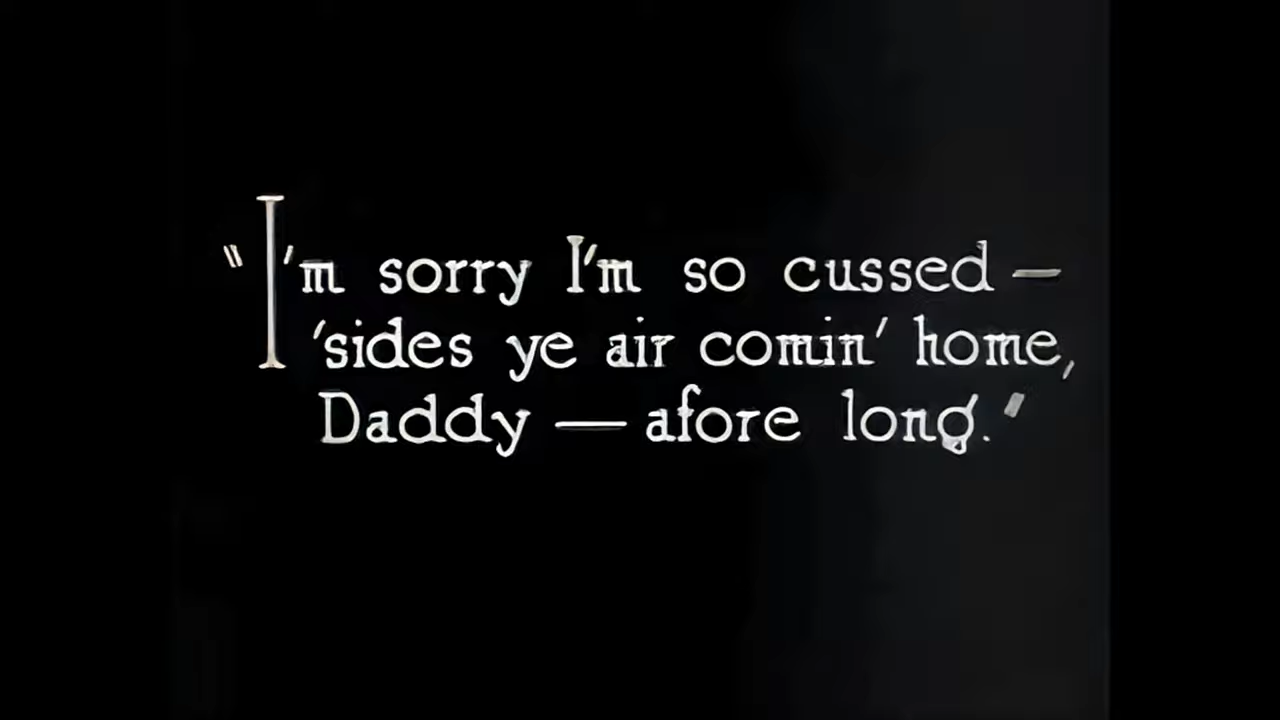 "I'm sorry I'm so cussed —
'sides ye air comin' home,
Daddy — afore long."